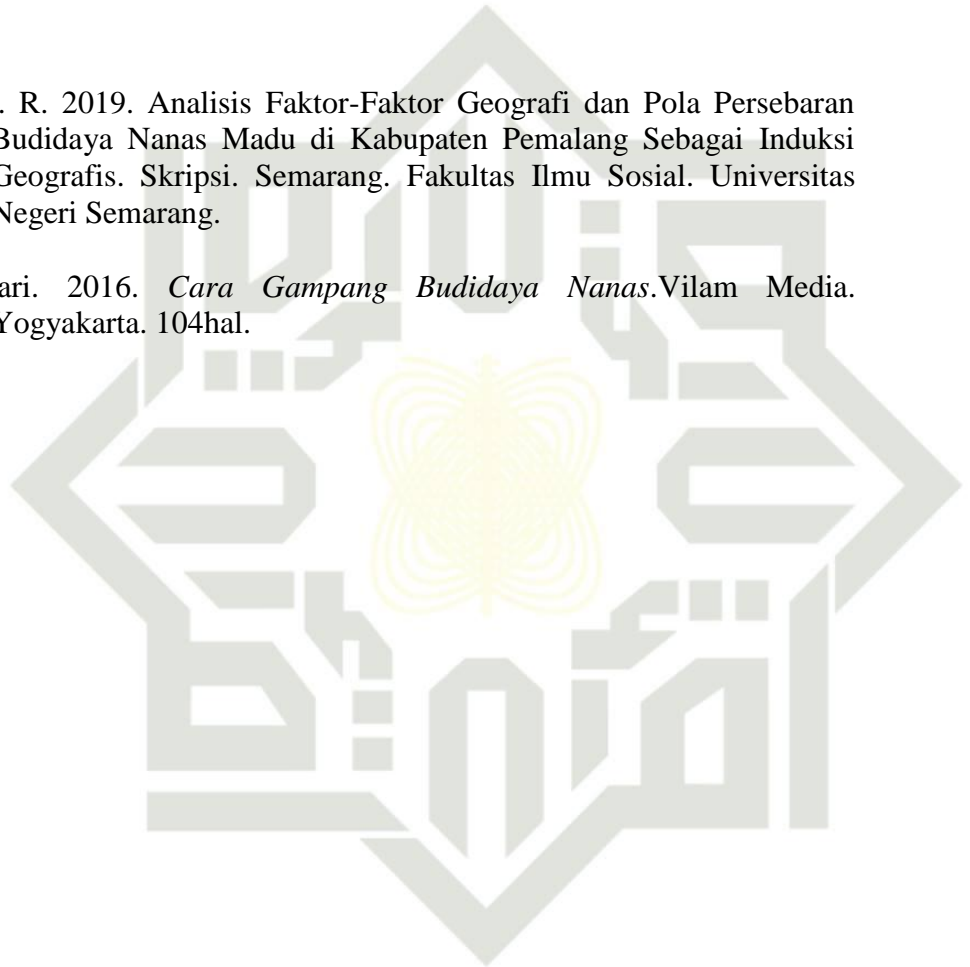 . R. 2019. Analisis Faktor-Faktor Geografi dan Pola Persebaran
Budidaya Nanas Madu di Kabupaten Pemalang Sebagai Induksi
Geografis. Skripsi. Semarang. Fakultas Ilmu Sosial. Universitas
Negeri Semarang.
ari. 2016. Cara Gampang Budidaya Nanas.Vilam Media.
Yogyakarta. 104hal.